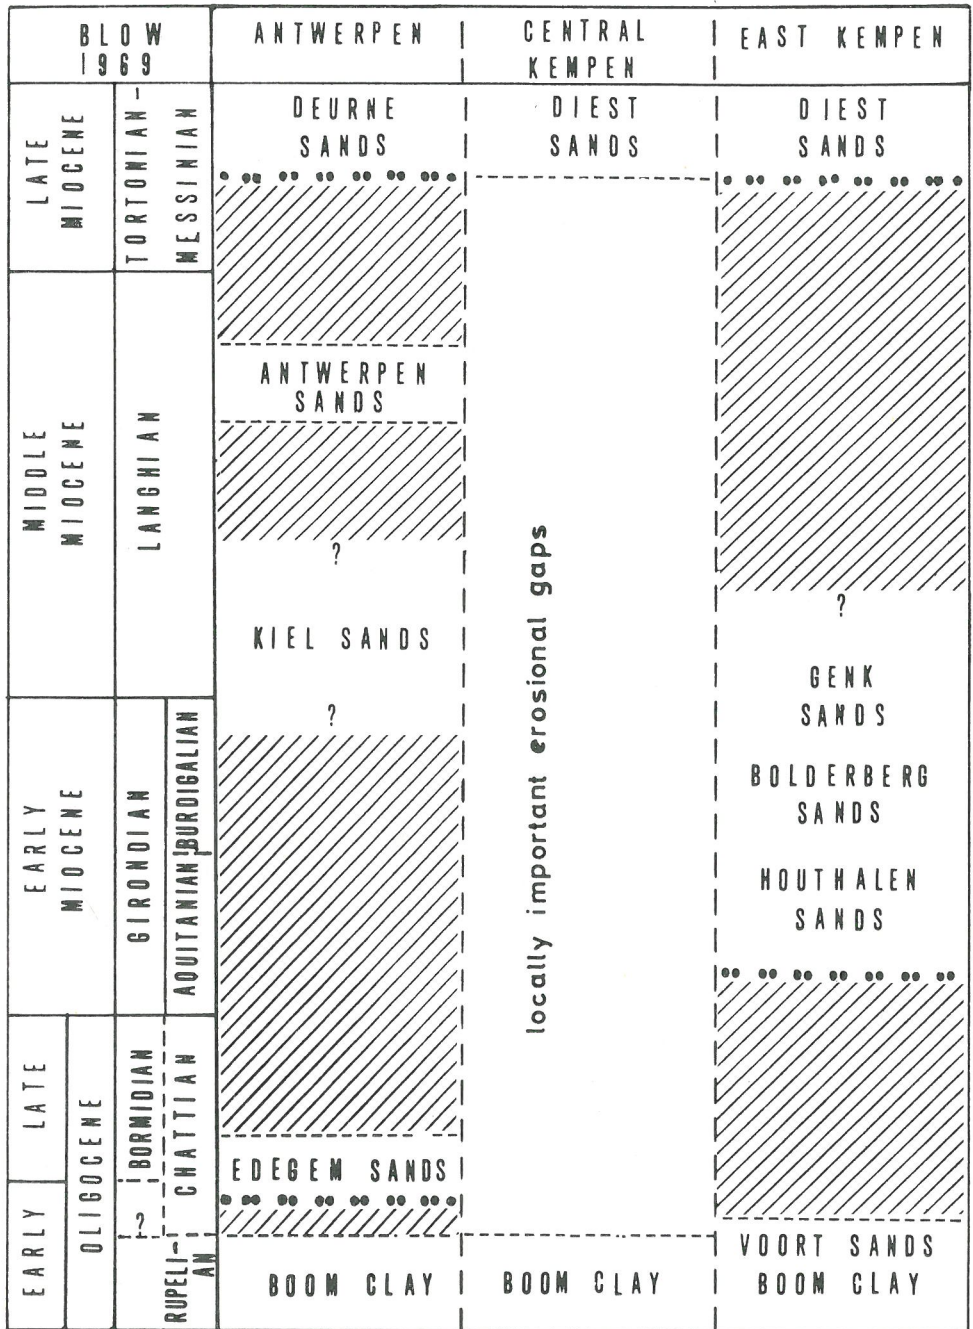 BLOW
1969
ANTWERPEN
CENTRAL
KEMPEN
EAST KEMPEN
LATE
MIOCENE
TORTONIAN-
MESSINIAN
DEURNE
SANDS
DIEST
SANDS
DIEST
SANDS
MIDDLE
MIOCENE
LANGHIAN
ANTWERPEN
SANDS
?
KIEL SANDS
?
locally important erosional gaps
?
GENK
SANDS
BOLDERBERG
SANDS
HOUTHALEN
SANDS
EARLY
MIOCENE
GIRONDIAN
AQUITANIAN
BURDIGALIAN
LATE
EARLY
OLIGOCENE
BORMIDIAN
?
CHATTIAN
RUPELI-
AN
EDEGEM SANDS
BOOM CLAY
BOOM CLAY
VOORT SANDS
BOOM CLAY